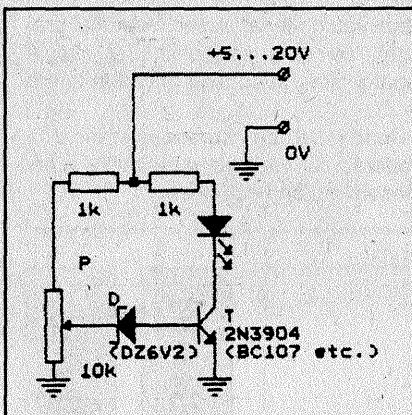 +5...20V
0V
1k
1k
P
D
T
2N3904
(DZ6V2)
(BC107 etc.)
10k